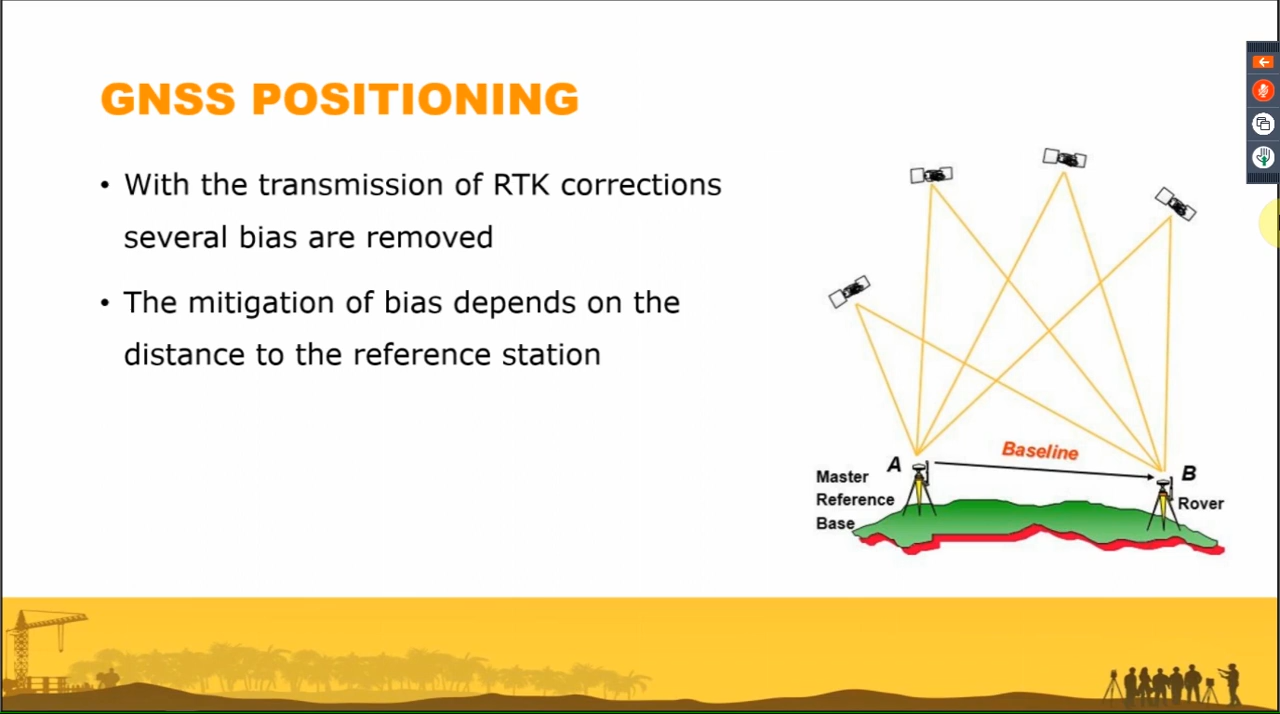 GNSS POSITIONING
• With the transmission of RTK corrections
several bias are removed
• The mitigation of bias depends on the
distance to the reference station
Baseline
A
B
Master
Reference
Base
Rover